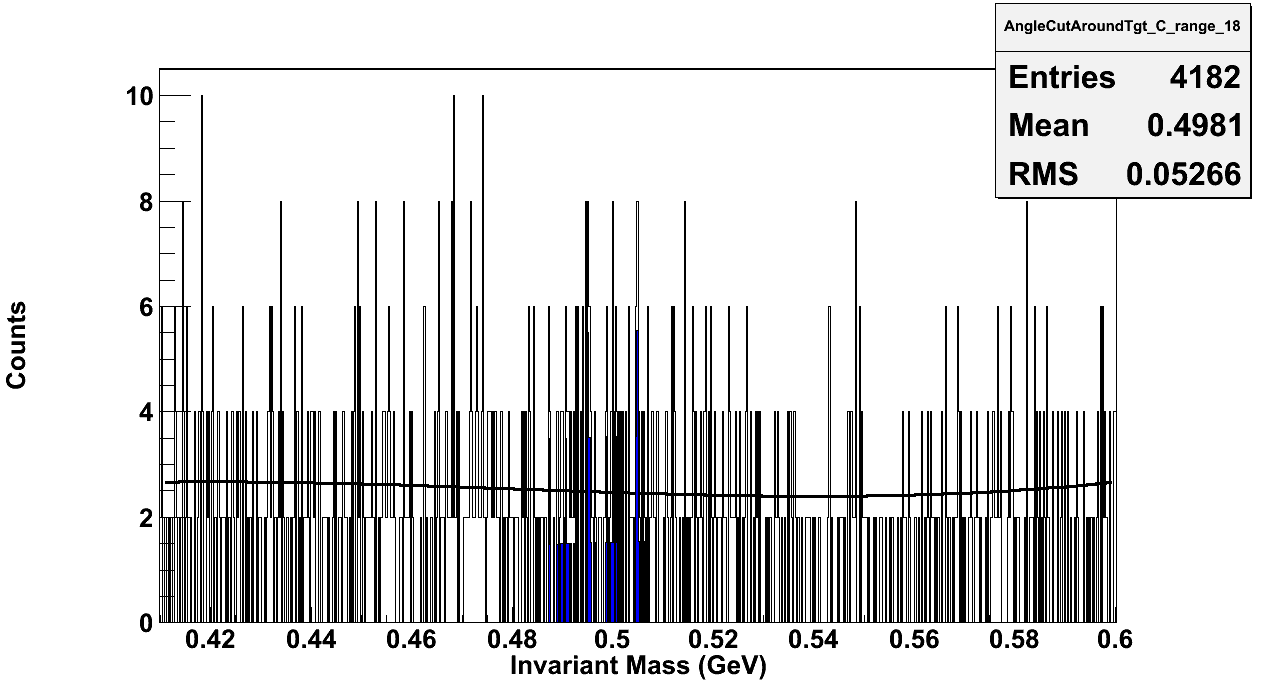 AngleCutAroundTgt_C_range_18
Entries 4182
Mean 0.4981
RMS 0.05266
Counts
10
8
6
4
2
0
0.42 0.44 0.46 0.48 0.5 0.52 0.54 0.56 0.58 0.6
Invariant Mass (GeV)